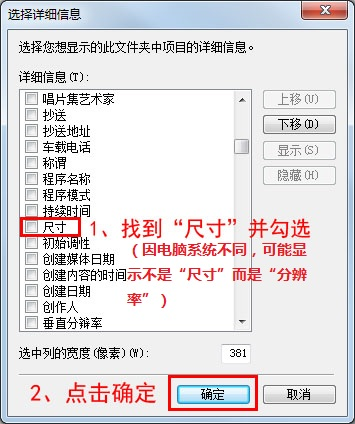 选择详细信息
选择您想显示的此文件夹中项目的详细信息。
详细信息(T):
唱片集艺术家
抄送
抄送地址
车载电话
称谓
程序名称
程序模式
持续时间
尺寸
初始调性
创建媒体日期
创建内容的时间
创建日期
创作人
垂直分辩率
上移(U)
下移(D)
显示(S)
隐藏(H)
1、找到“尺寸”并勾选
（因电脑系统不同，可能显
示不是“尺寸”而是“分辨
率”）
选中列的宽度(像素)(W): 381
2、点击确定
确定
取消